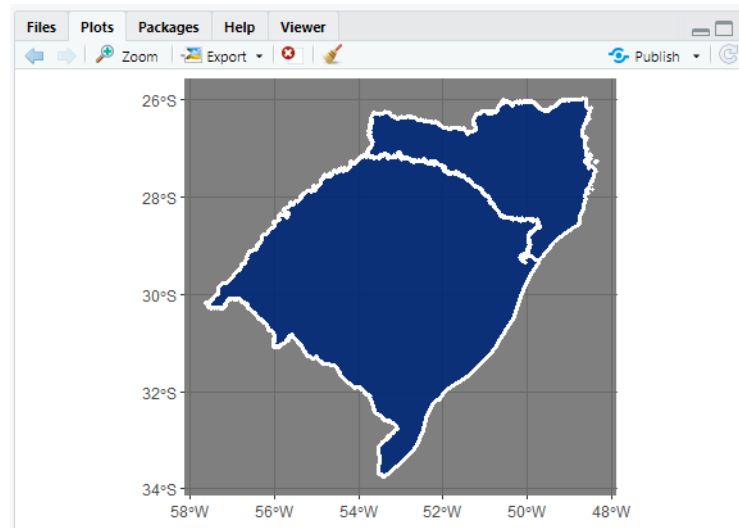 Files Plots Packages Help Viewer
Zoom Export Publish
26°S
28°S
30°S
32°S
34°S
58°W 56°W 54°W 52°W 50°W 48°W